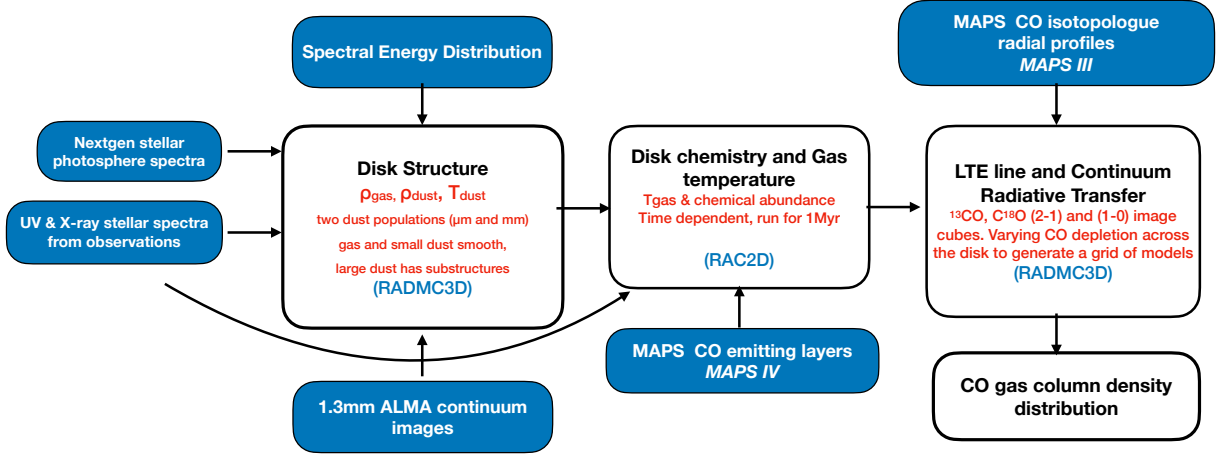 Spectral Energy Distribution
MAPS CO isotopologue
radial profiles
MAPS III
Nextgen stellar
photosphere spectra
UV & X-ray stellar spectra
from observations
Disk Structure
ρgas, ρdust, Tdust
two dust populations (μm and mm)
gas and small dust smooth,
large dust has substructures
(RADMC3D)
Disk chemistry and Gas
temperature
Tgas & chemical abundance
Time dependent, run for 1Myr
(RAC2D)
LTE line and Continuum
Radiative Transfer
¹³CO, C¹⁸O (2-1) and (1-0) image
cubes. Varying CO depletion across
the disk to generate a grid of models
(RADMC3D)
1.3mm ALMA continuum
images
MAPS CO emitting layers
MAPS IV
CO gas column density
distribution